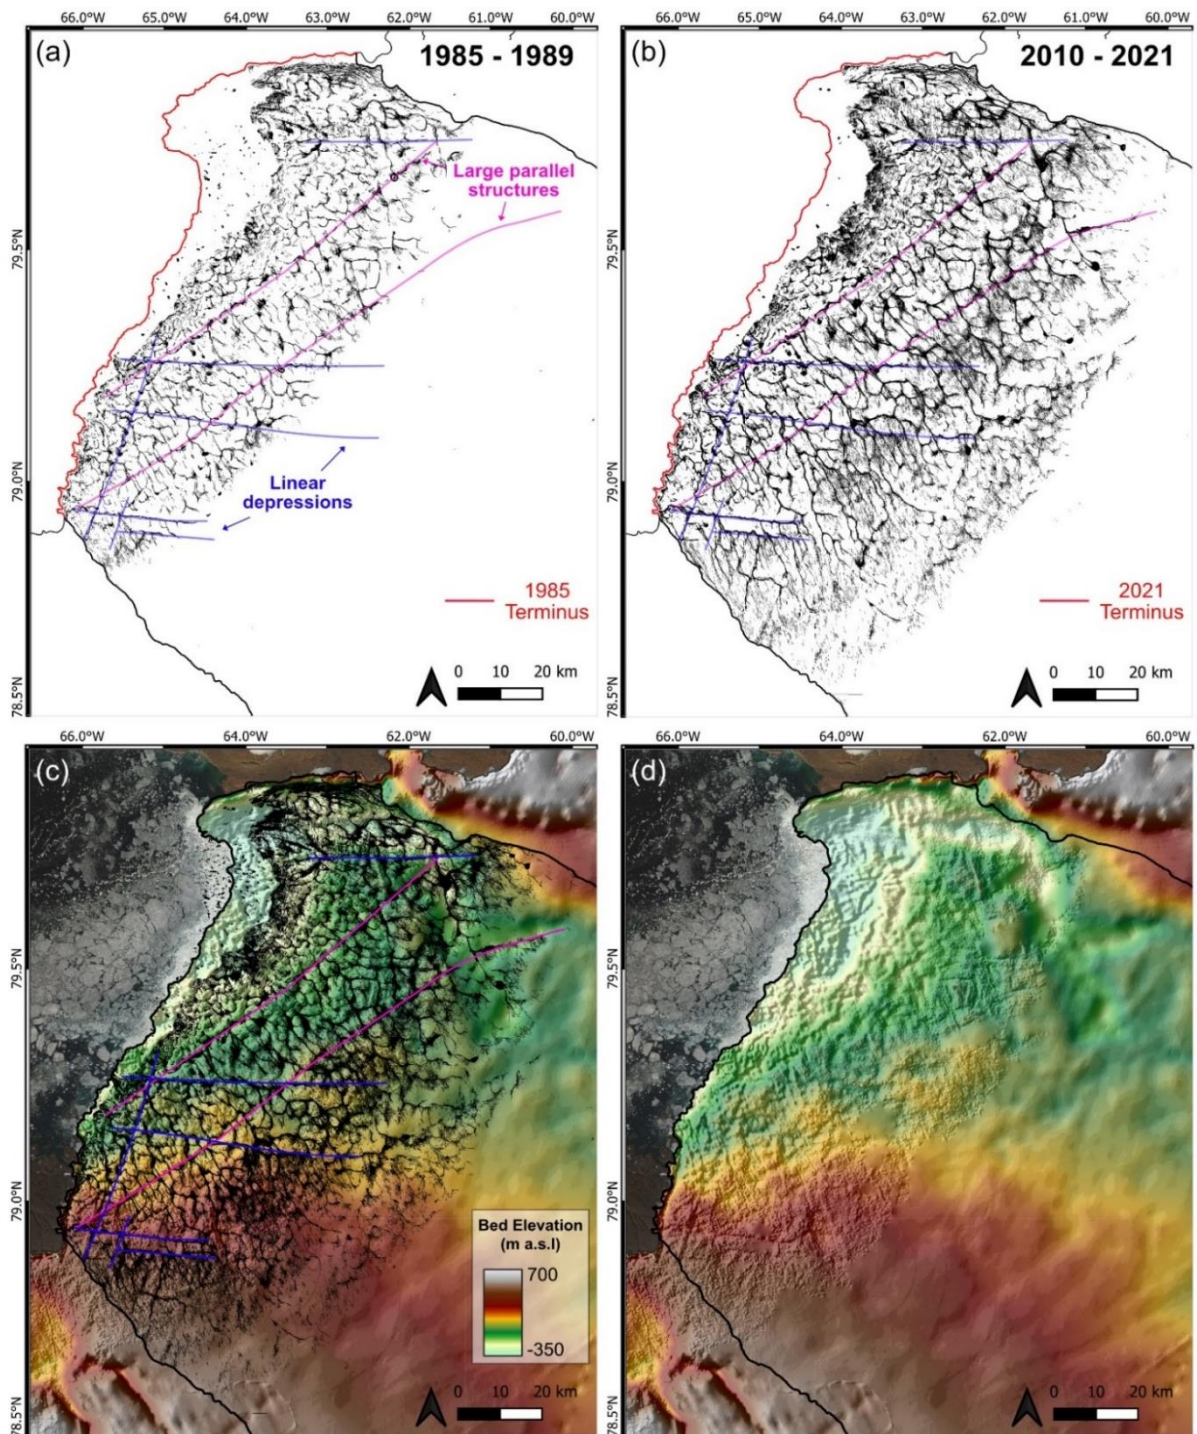 66.0°W 65.0°W 64.0°W 63.0°W 62.0°W 61.0°W 60.0°W
(a)
1985 - 1989
79.5°N
79.0°N
78.5°N
Large parallel
structures
Linear
depressions
1985
Terminus
0 10 20 km
66.0°W 65.0°W 64.0°W 63.0°W 62.0°W 61.0°W 60.0°W
(b)
2010 - 2021
79.5°N
79.0°N
78.5°N
2021
Terminus
0 10 20 km
66.0°W 64.0°W 62.0°W 60.0°W
(c)
79.5°N
79.0°N
78.5°N
Bed Elevation
(m a.s.l)
700
-350
0 10 20 km
66.0°W 64.0°W 62.0°W 60.0°W
(d)
79.5°N
79.0°N
78.5°N
0 10 20 km